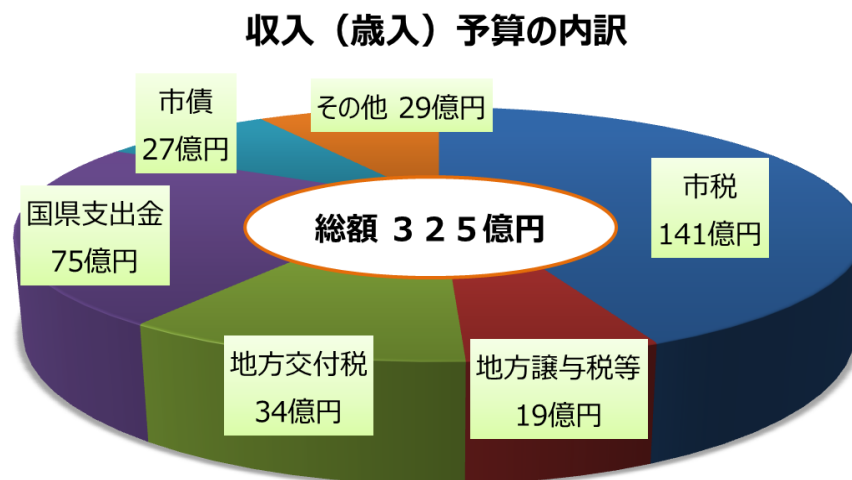 収入（歳入）予算の内訳
市債
27億円
その他 29億円
市税
141億円
国県支出金
75億円
総額 ３２５億円
地方交付税
34億円
地方譲与税等
19億円